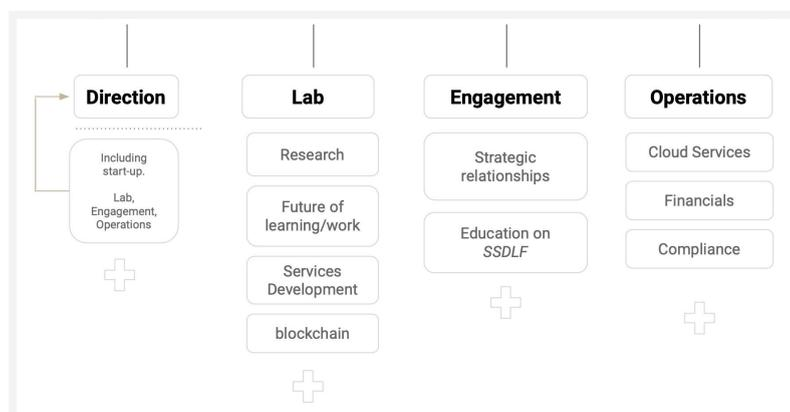 Direction
Including
start-up.
Lab,
Engagement,
Operations
Lab
Research
Future of
learning/work
Services
Development
blockchain
Engagement
Strategic
relationships
Education on
SSDLF
Operations
Cloud Services
Financials
Compliance